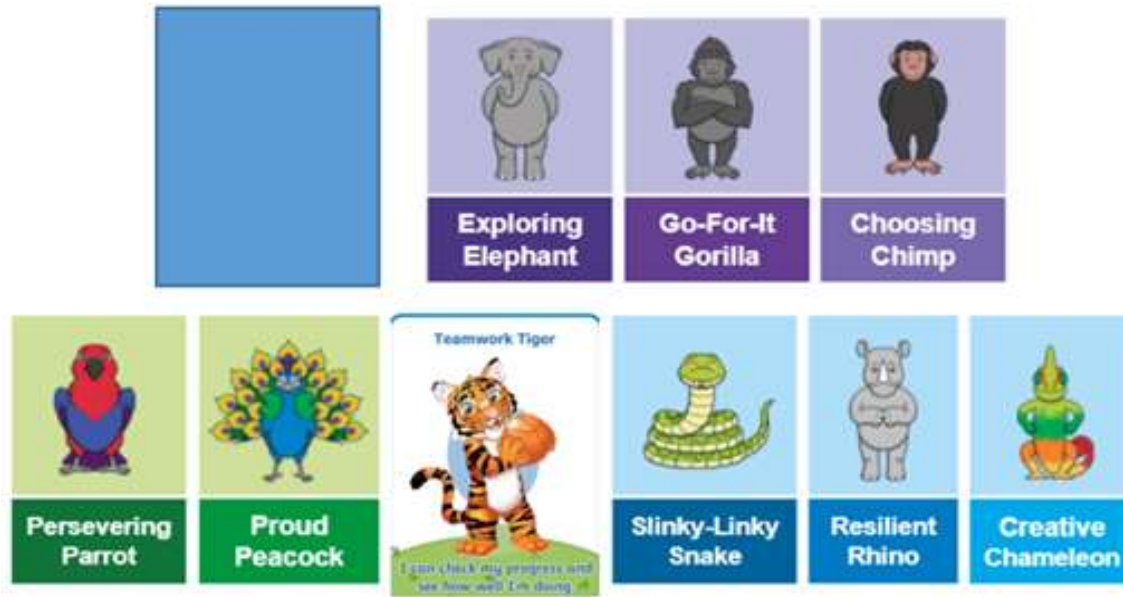 Exploring
Elephant
Go-For-It
Gorilla
Choosing
Chimp
Persevering
Parrot
Proud
Peacock
Teamwork Tiger
I can check my progress and
see how well I'm doing
Slinky-Linky
Snake
Resilient
Rhino
Creative
Chameleon